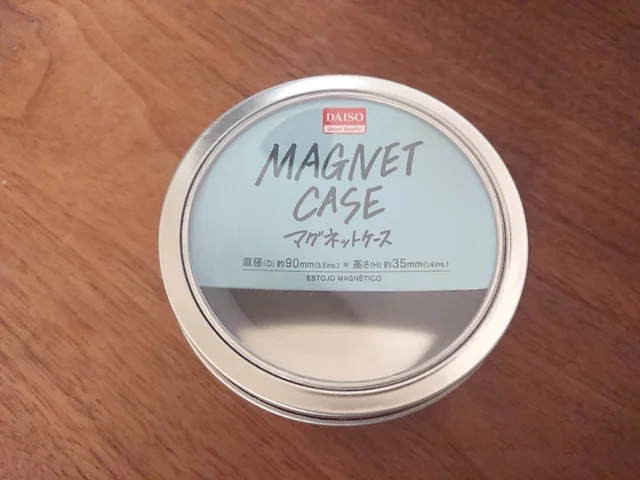 DAISO
Japan Quality
MAGNET
CASE
マグネットケース
直径(D) 約90mm(3.5ins.) × 高さ(H) 約35mm(1.4ins.)
ESTOJO MAGNÉTICO